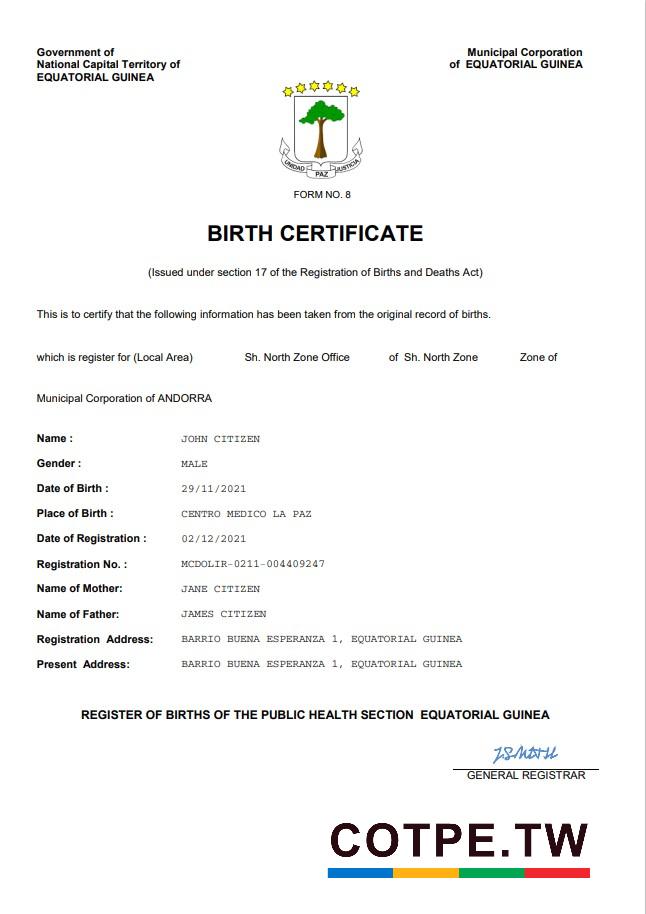 Government of
National Capital Territory of
EQUATORIAL GUINEA
Municipal Corporation
of EQUATORIAL GUINEA
UNIDAD PAZ JUSTICIA
FORM NO. 8
BIRTH CERTIFICATE
(Issued under section 17 of the Registration of Births and Deaths Act)
This is to certify that the following information has been taken from the original record of births.
which is register for (Local Area) Sh. North Zone Office of Sh. North Zone Zone of
Municipal Corporation of ANDORRA
Name : JOHN CITIZEN
Gender : MALE
Date of Birth : 29/11/2021
Place of Birth : CENTRO MEDICO LA PAZ
Date of Registration : 02/12/2021
Registration No. : MCDOLIR-0211-004409247
Name of Mother: JANE CITIZEN
Name of Father: JAMES CITIZEN
Registration Address: BARRIO BUENA ESPERANZA 1, EQUATORIAL GUINEA
Present Address: BARRIO BUENA ESPERANZA 1, EQUATORIAL GUINEA
REGISTER OF BIRTHS OF THE PUBLIC HEALTH SECTION EQUATORIAL GUINEA
GENERAL REGISTRAR
COTPE.TW